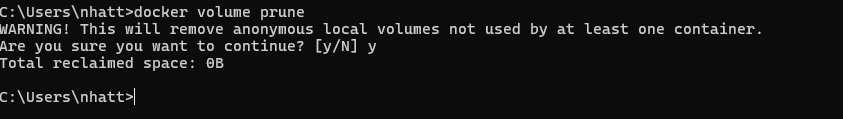 C:\Users\nhatt>docker volume prune
WARNING! This will remove anonymous local volumes not used by at least one container.
Are you sure you want to continue? [y/N] y
Total reclaimed space: 0B
C:\Users\nhatt>